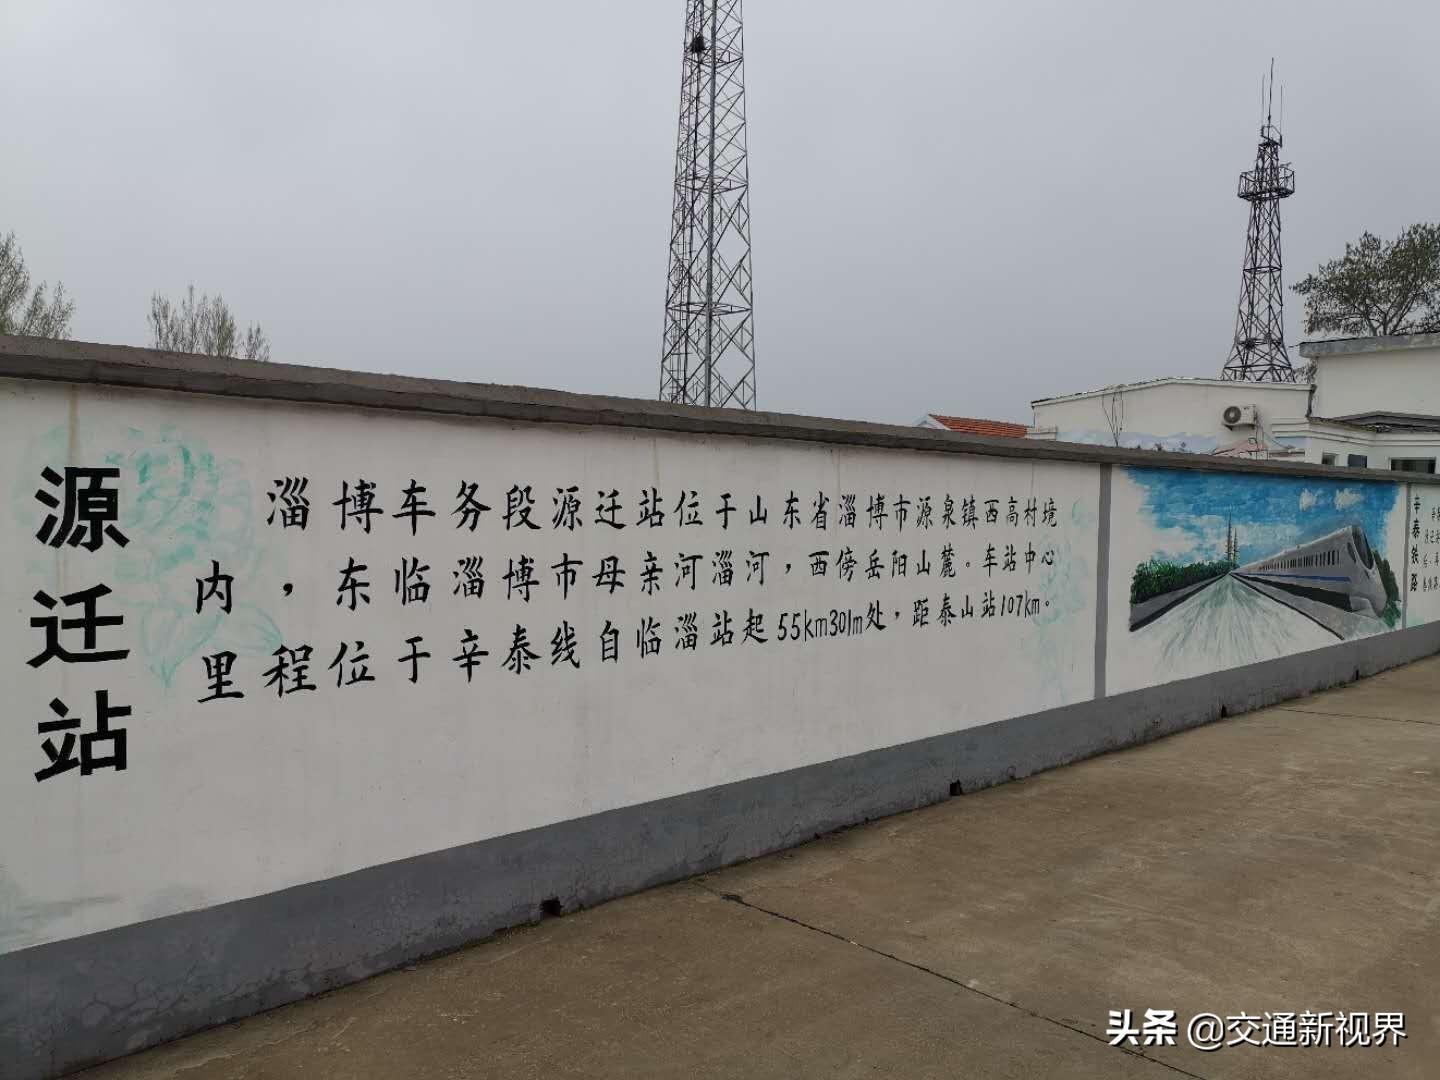 源迁站
淄博车务段源迁站位于山东省淄博市源泉镇西高村境
内，东临淄博市母亲河淄河，西傍岳阳山麓。车站中心
里程位于辛泰线自临淄站起55km301m处，距泰山站107km。
辛泰铁路
头条 @交通新视界